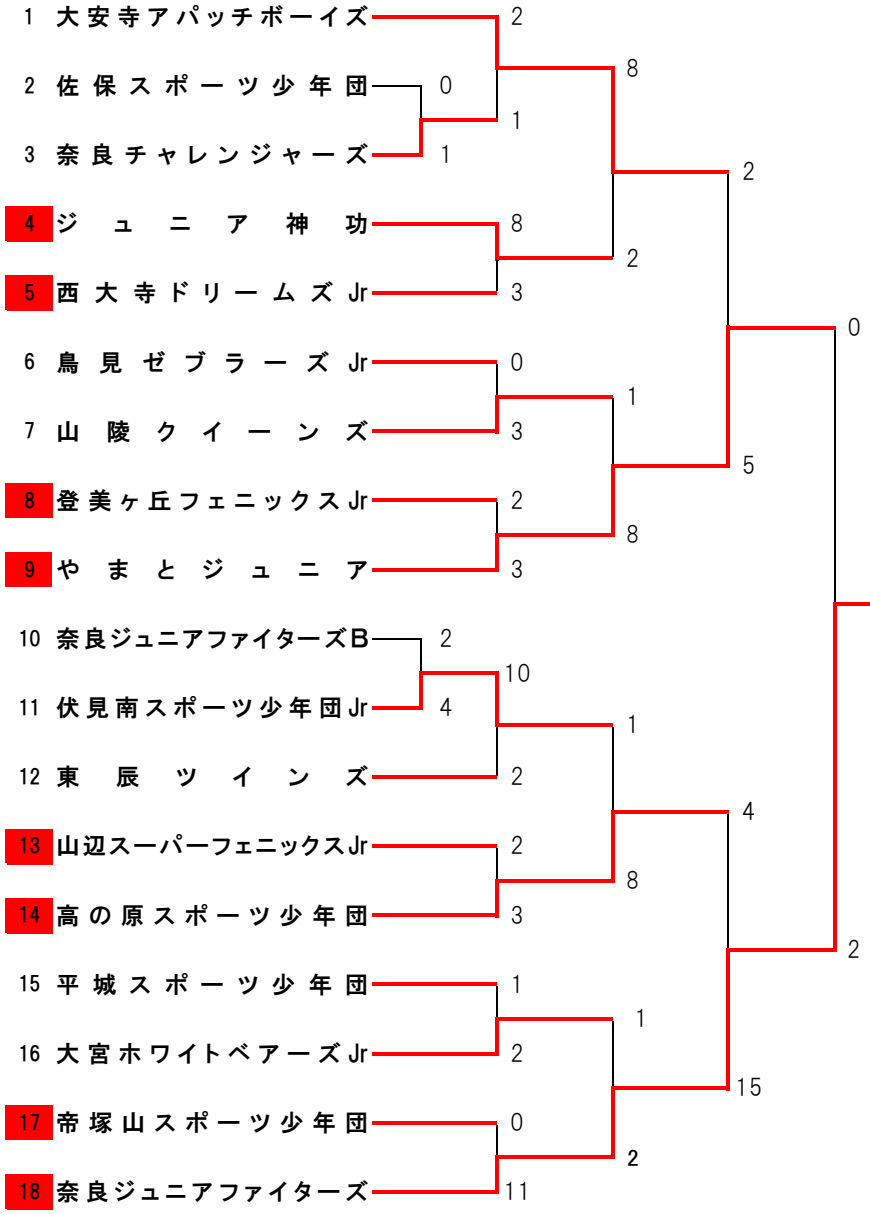 1 大安寺アパッチボーイズ 2
8
2 佐保スポーツ少年団 0
1
3 奈良チャレンジャーズ 1
2
4 ジュニア神功 8
2
5 西大寺ドリームズJr 3
0
6 鳥見ゼブラーズJr 0
1
7 山陵クイーンズ 3
5
8 登美ヶ丘フェニックスJr 2
8
9 やまとジュニア 3
10 奈良ジュニアファイターズB 2
10
11 伏見南スポーツ少年団Jr 4
1
12 東辰ツインズ 2
4
13 山辺スーパーフェニックスJr 2
8
14 高の原スポーツ少年団 3
2
15 平城スポーツ少年団 1
1
16 大宮ホワイトベアーズJr 2
15
17 帝塚山スポーツ少年団 0
2
18 奈良ジュニアファイターズ 11